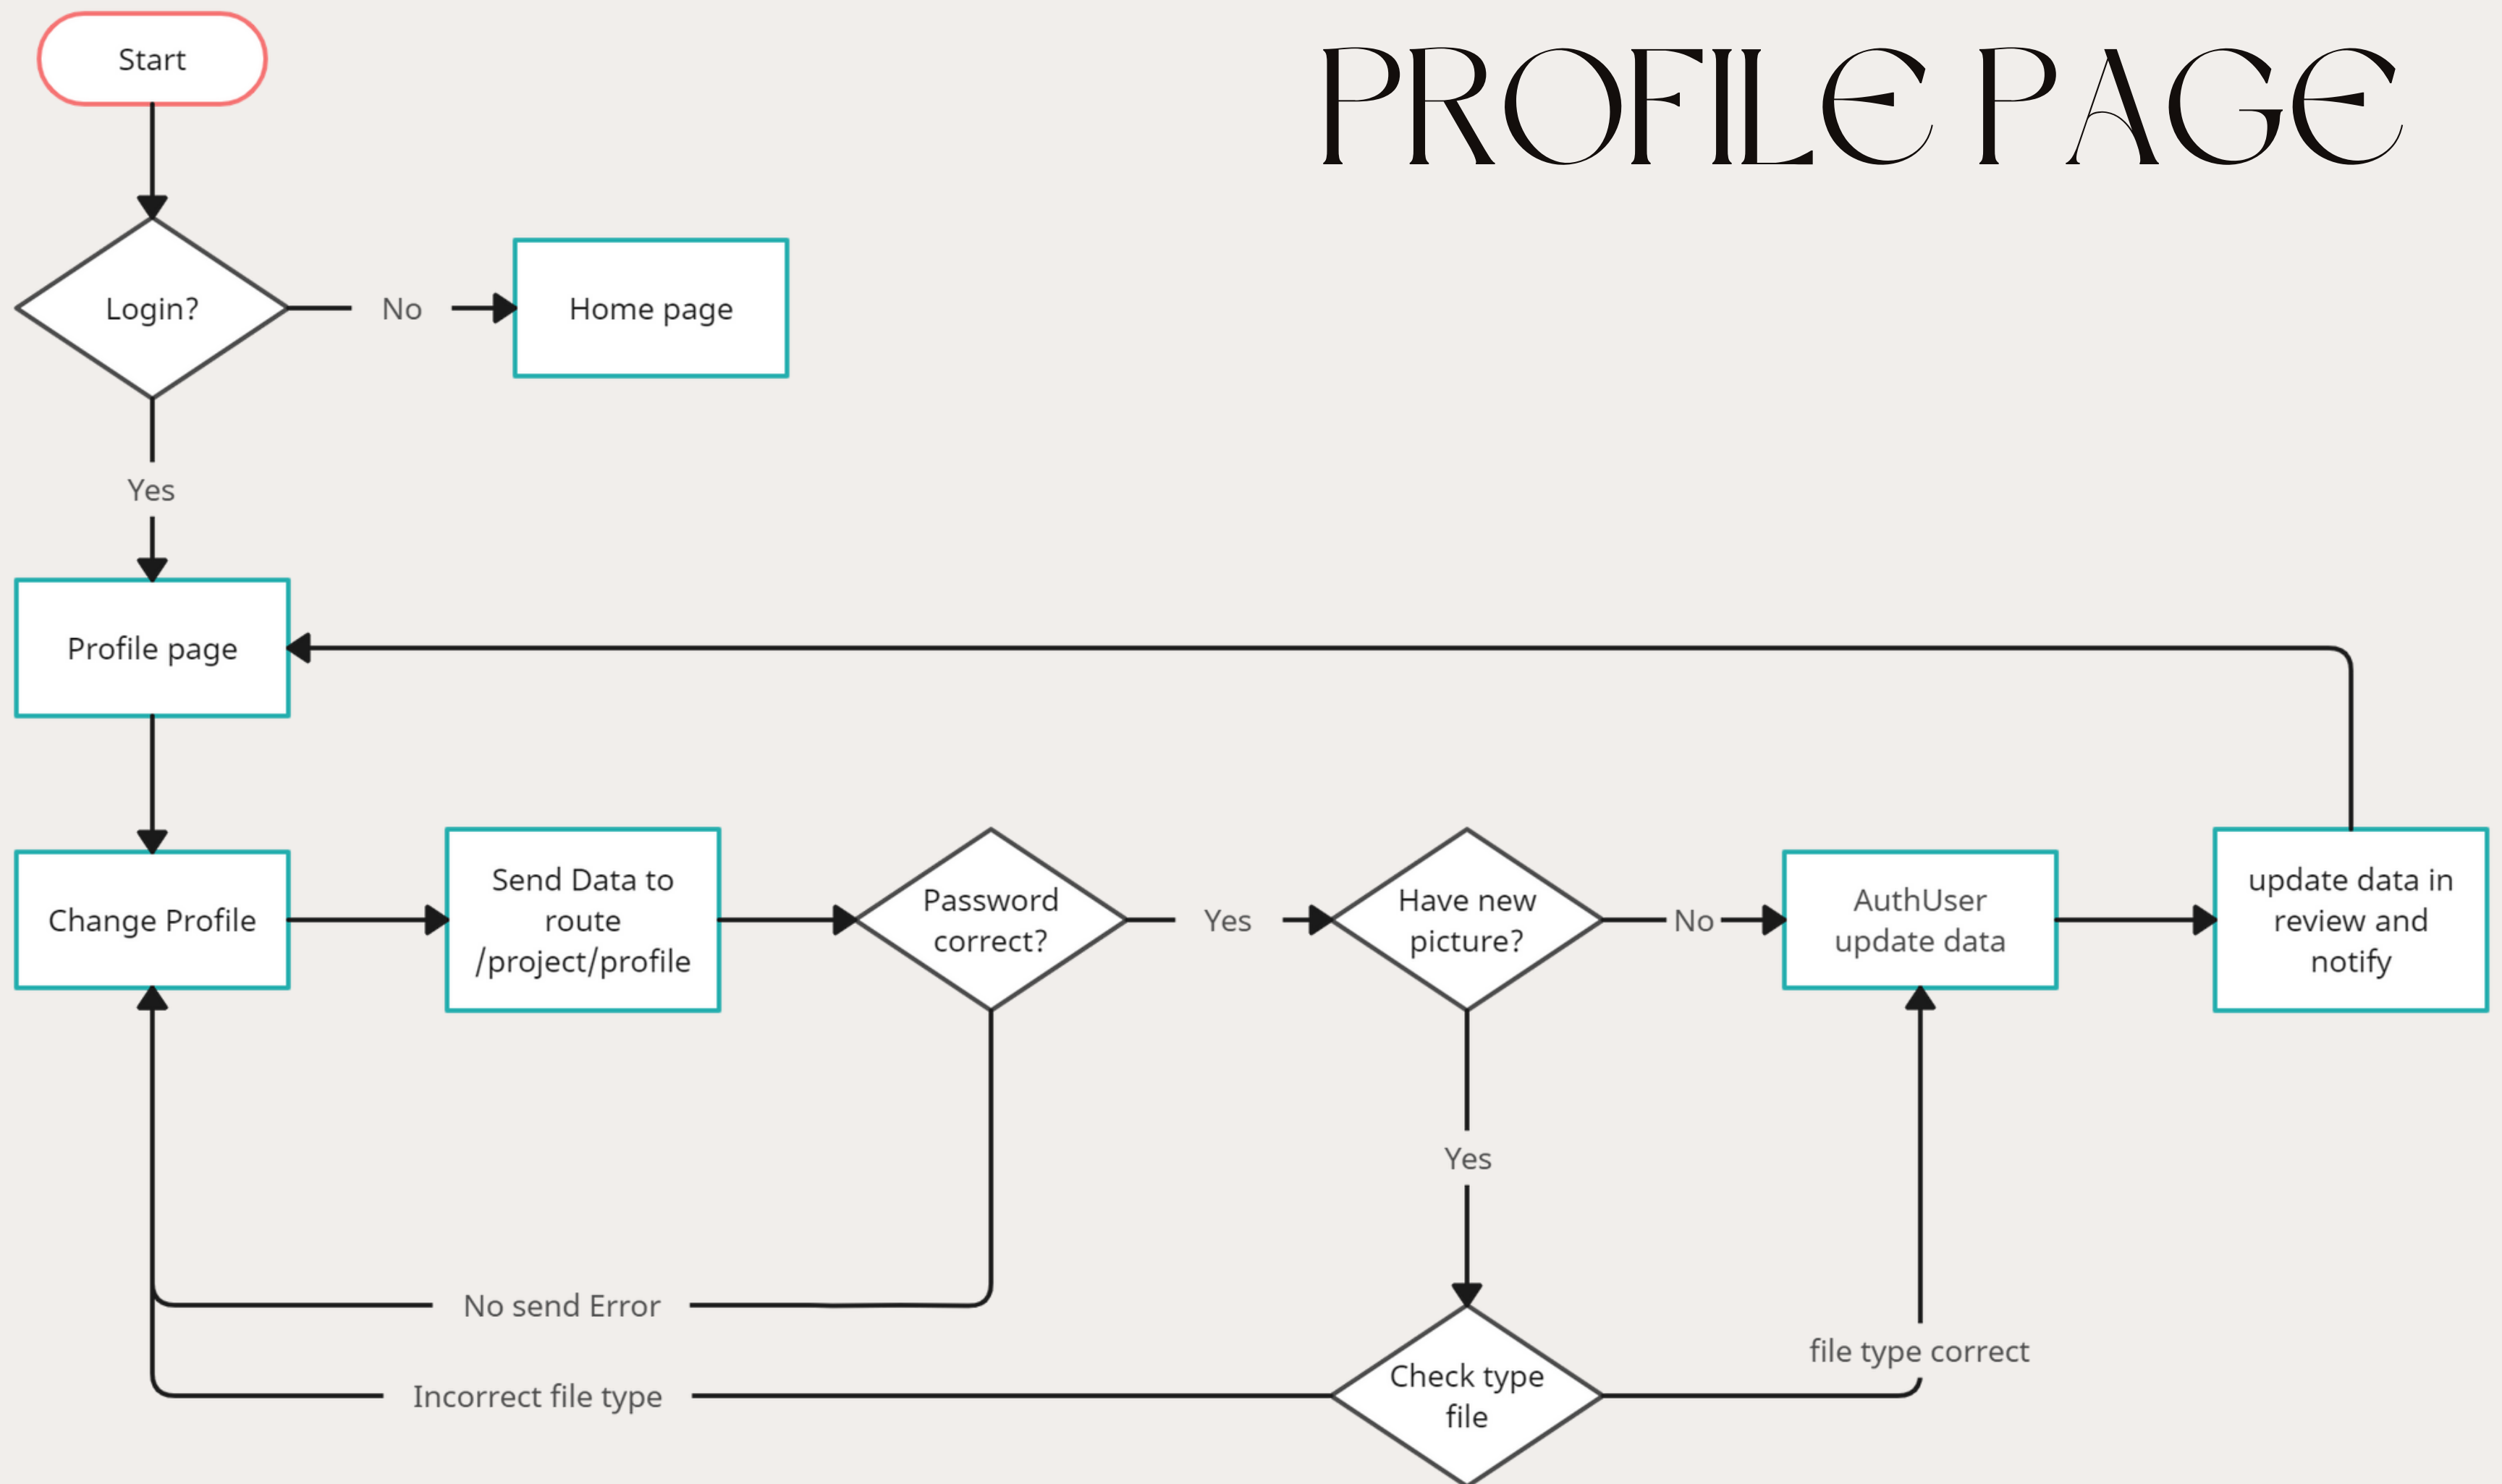 Start
PROFILE PAGE
Login?
No
Home page
Yes
Profile page
Change Profile
Send Data to
route
/project/profile
Password
correct?
Yes
Have new
picture?
No
AuthUser
update data
update data in
review and
notify
Yes
No send Error
file type correct
Incorrect file type
Check type
file